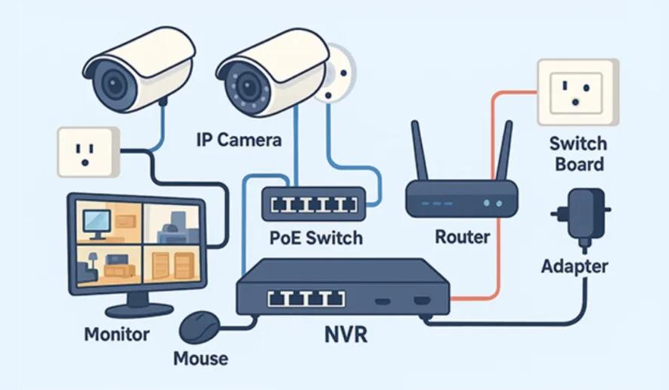 IP Camera
Switch
Board
PoE Switch
Router
Adapter
Monitor
NVR
Mouse